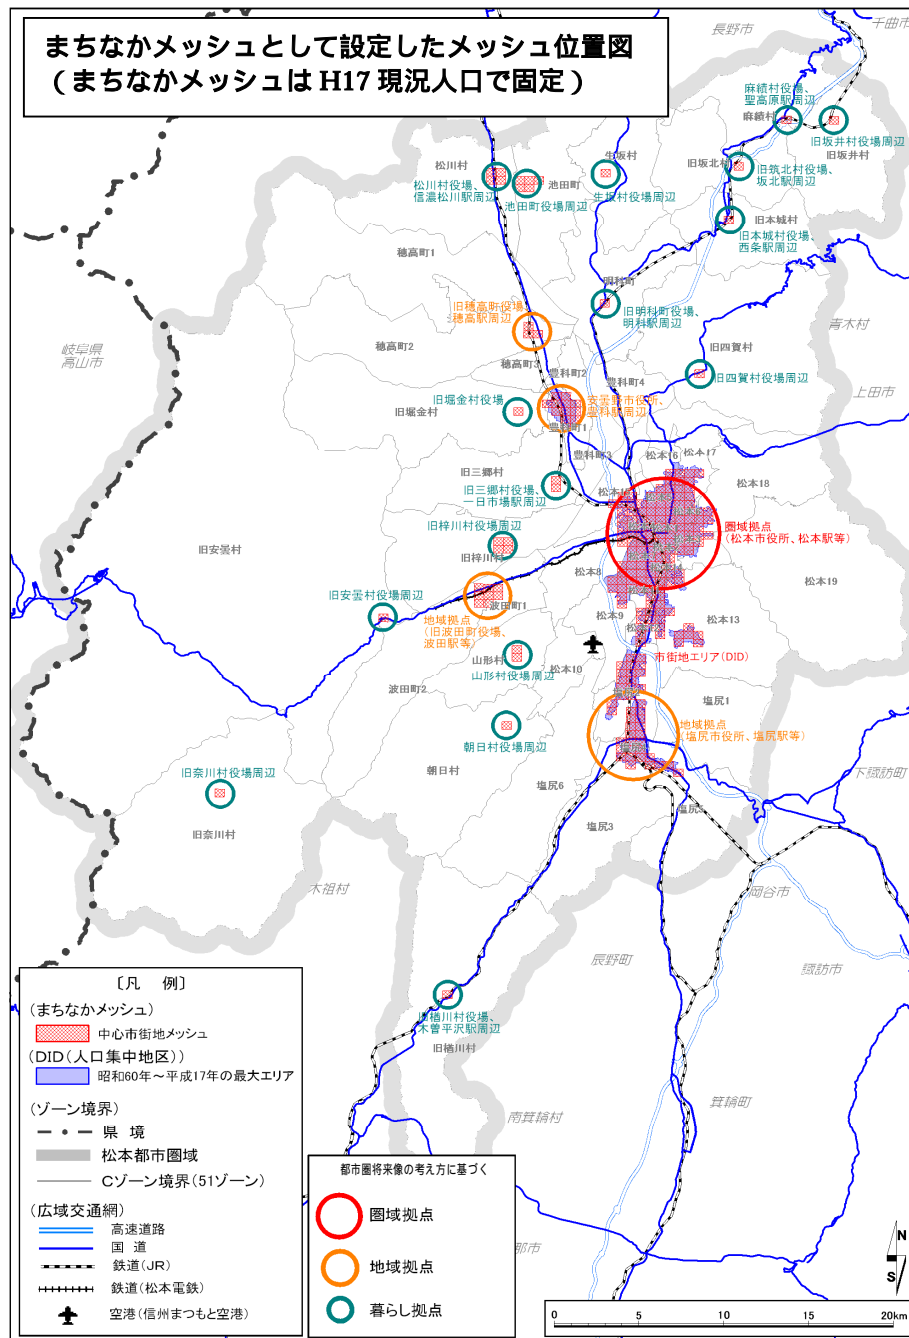 まちなかメッシュとして設定したメッシュ位置図
（まちなかメッシュは H17 現況人口で固定）
長野市
千曲市
麻績村役場、
聖高原駅周辺
麻績村
旧坂井村役場周辺
旧坂井村
生坂村
松川村
池田町
旧坂北村
旧筑北村役場、
坂北駅周辺
松川村役場、
信濃松川駅周辺
池田町役場周辺
生坂村役場周辺
旧本城村
旧本城村役場、
西条駅周辺
穂高町1
明科町
旧穂高町役場、
穂高駅周辺
旧明科町役場、
明科駅周辺
青木村
岐阜県
高山市
穂高町2
穂高町3
旧四賀村
豊科町2
豊科町4
旧四賀村役場周辺
上田市
旧堀金村役場
旧堀金村
安曇野市役所、
豊科駅周辺
豊科町1
豊科町3
松本16
松本17
旧三郷村
旧三郷村役場、
一日市場駅周辺
松本18
旧梓川村役場周辺
圏域拠点
（松本市役所、松本駅等）
旧安曇村
旧梓川村
松本8
松本19
旧安曇村役場周辺
波田町1
地域拠点
（旧波田町役場、
波田駅等）
松本9
松本13
山形村
山形村役場周辺
松本10
市街地エリア（DID）
波田町2
塩尻1
地域拠点
（塩尻市役所、塩尻駅等）
朝日村役場周辺
朝日村
旧奈川村役場周辺
塩尻6
下諏訪町
旧奈川村
塩尻3
塩尻5
木祖村
岡谷市
辰野町
諏訪市
旧楢川村役場、
木曽平沢駅周辺
旧楢川村
箕輪町
南箕輪村
那市
〔凡 例〕
（まちなかメッシュ）
中心市街地メッシュ
（DID（人口集中地区））
昭和60年～平成17年の最大エリア
（ゾーン境界）
県 境
松本都市圏域
Cゾーン境界（51ゾーン）
（広域交通網）
高速道路
国 道
鉄道（JR）
鉄道（松本電鉄）
空港（信州まつもと空港）
都市圏将来像の考え方に基づく
圏域拠点
地域拠点
暮らし拠点
N
S
0 5 10 20km